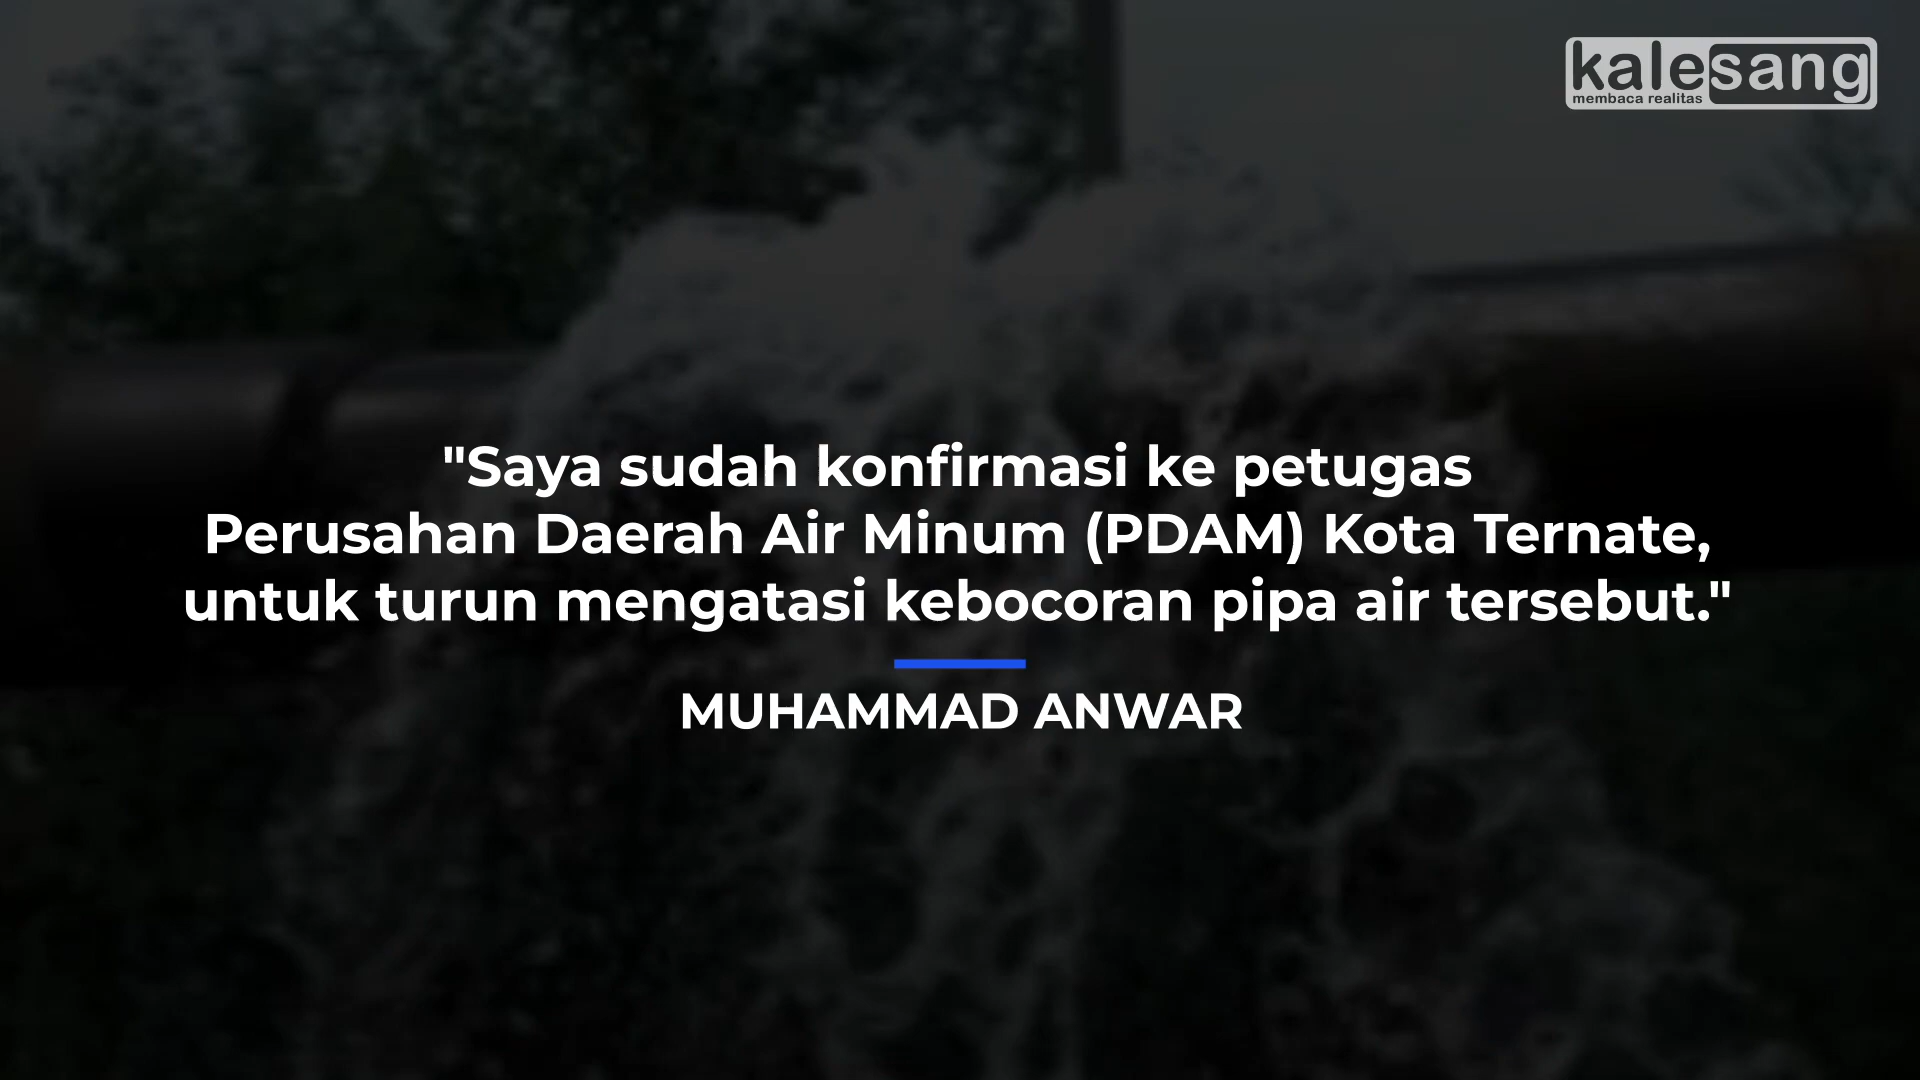 kalesang
membaca realitas
"Saya sudah konfirmasi ke petugas
Perusahan Daerah Air Minum (PDAM) Kota Ternate,
untuk turun mengatasi kebocoran pipa air tersebut."
MUHAMMAD ANWAR